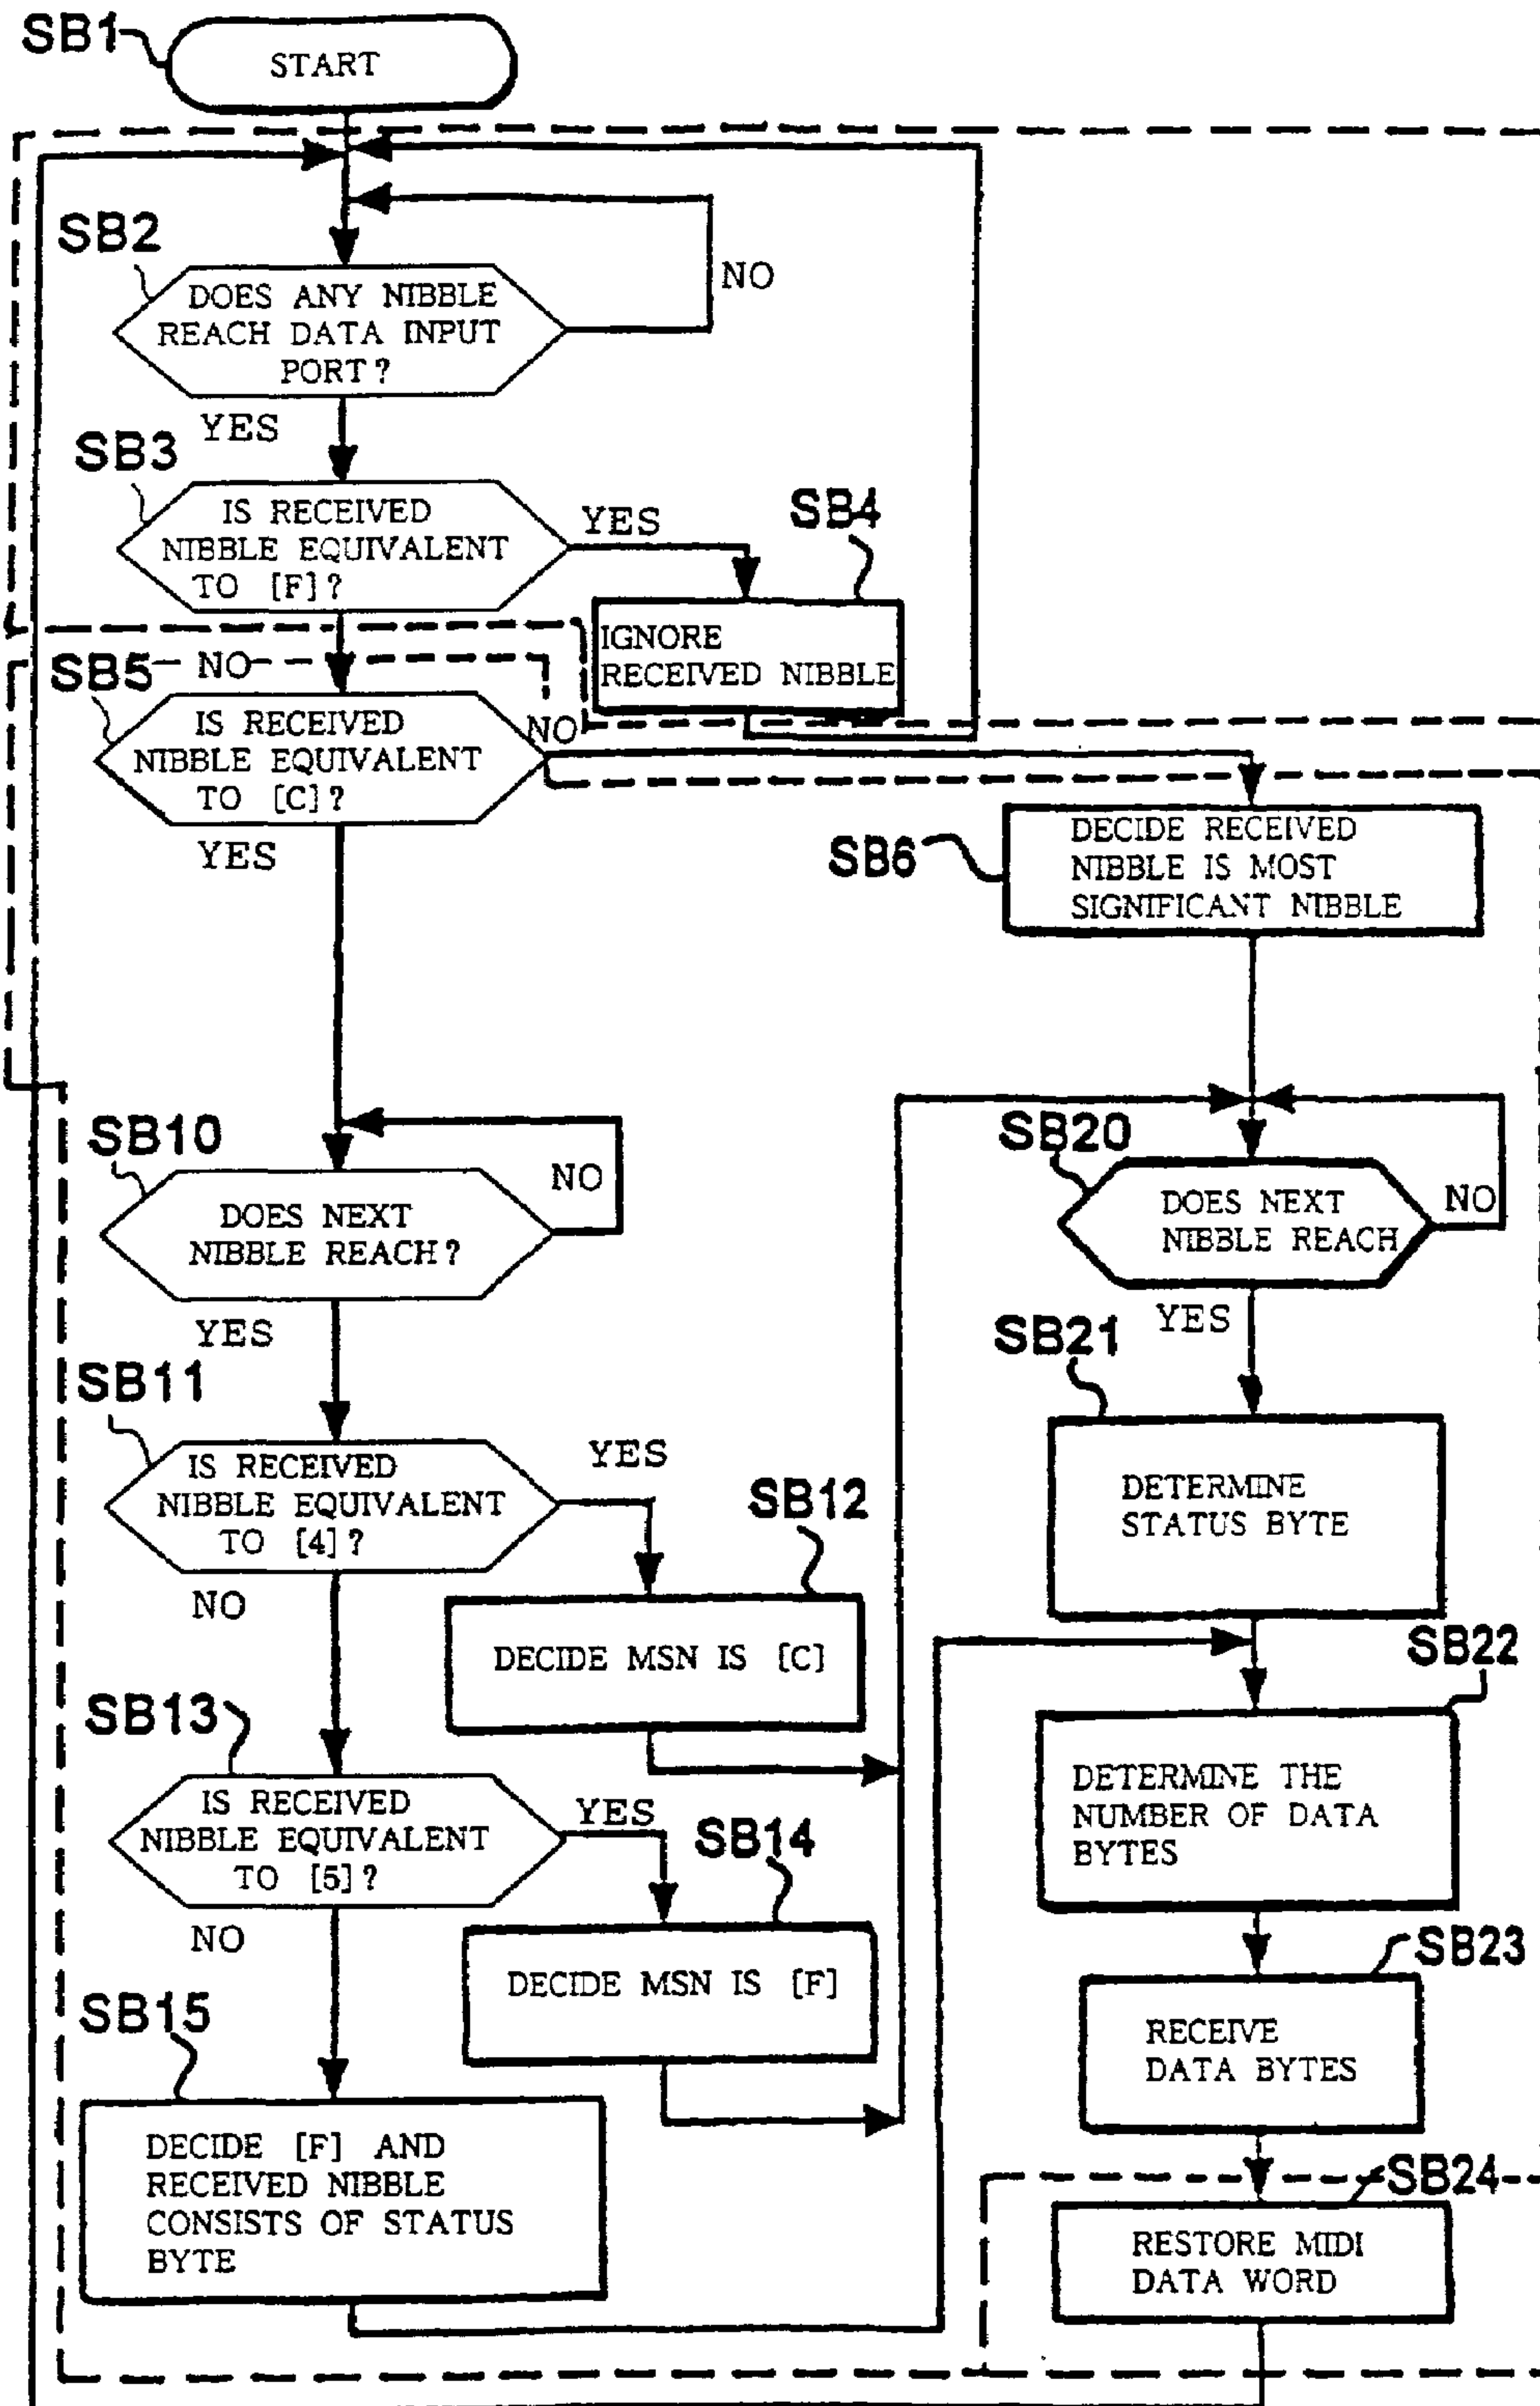 SB1
START
SB2
DOES ANY NIBBLE
REACH DATA INPUT
PORT?
NO
YES
SB3
IS RECEIVED
NIBBLE EQUIVALENT
TO [F]?
YES
SB4
IGNORE
RECEIVED NIBBLE
SB5
NO
IS RECEIVED
NIBBLE EQUIVALENT
TO [C]?
NO
YES
SB6
DECIDE RECEIVED
NIBBLE IS MOST
SIGNIFICANT NIBBLE
SB10
DOES NEXT
NIBBLE REACH?
NO
YES
SB11
IS RECEIVED
NIBBLE EQUIVALENT
TO [4]?
YES
NO
SB12
DECIDE MSN IS [C]
SB13
IS RECEIVED
NIBBLE EQUIVALENT
TO [5]?
YES
NO
SB14
DECIDE MSN IS [F]
SB15
DECIDE [F] AND
RECEIVED NIBBLE
CONSISTS OF STATUS
BYTE
SB20
DOES NEXT
NIBBLE REACH
NO
YES
SB21
DETERMINE
STATUS BYTE
SB22
DETERMINE THE
NUMBER OF DATA
BYTES
SB23
RECEIVE
DATA BYTES
SB24
RESTORE MIDI
DATA WORD